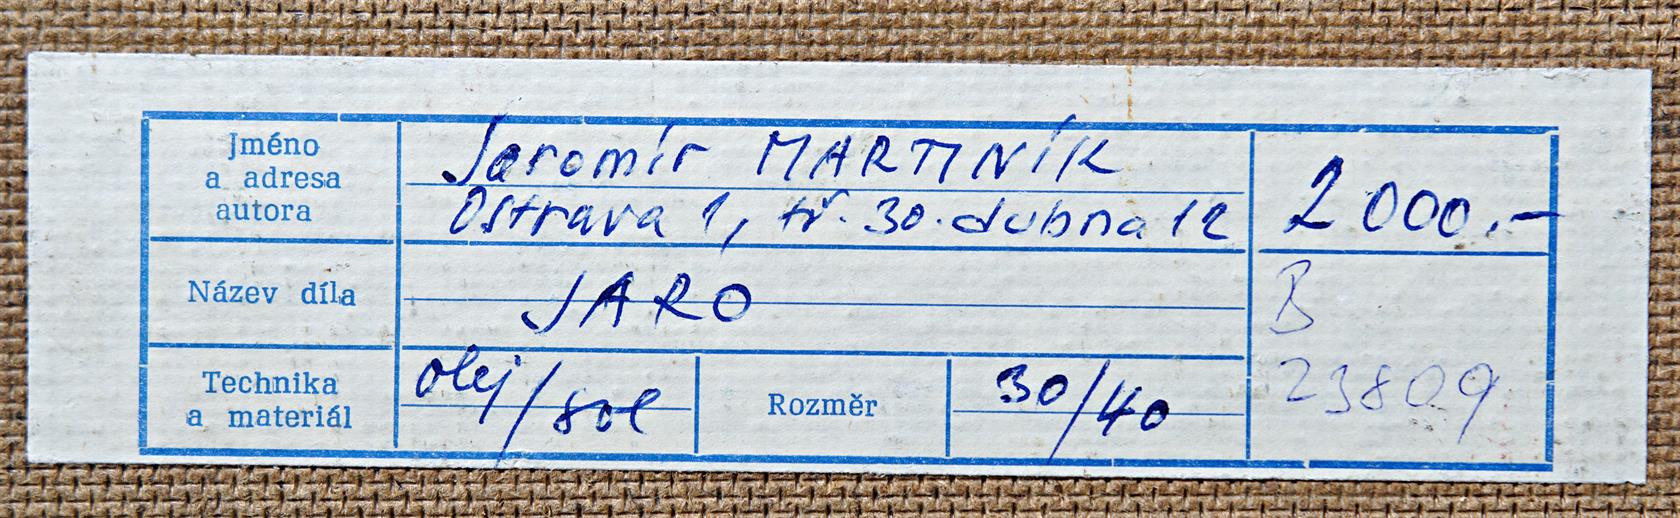 Jméno
a adresa
autora
Jaromír MARTINÍK
Ostrava 1, tř. 30. dubna 12
2000.-
Název díla
JARO
B
23809
Technika
a materiál
olej/sol
Rozměr
30/40